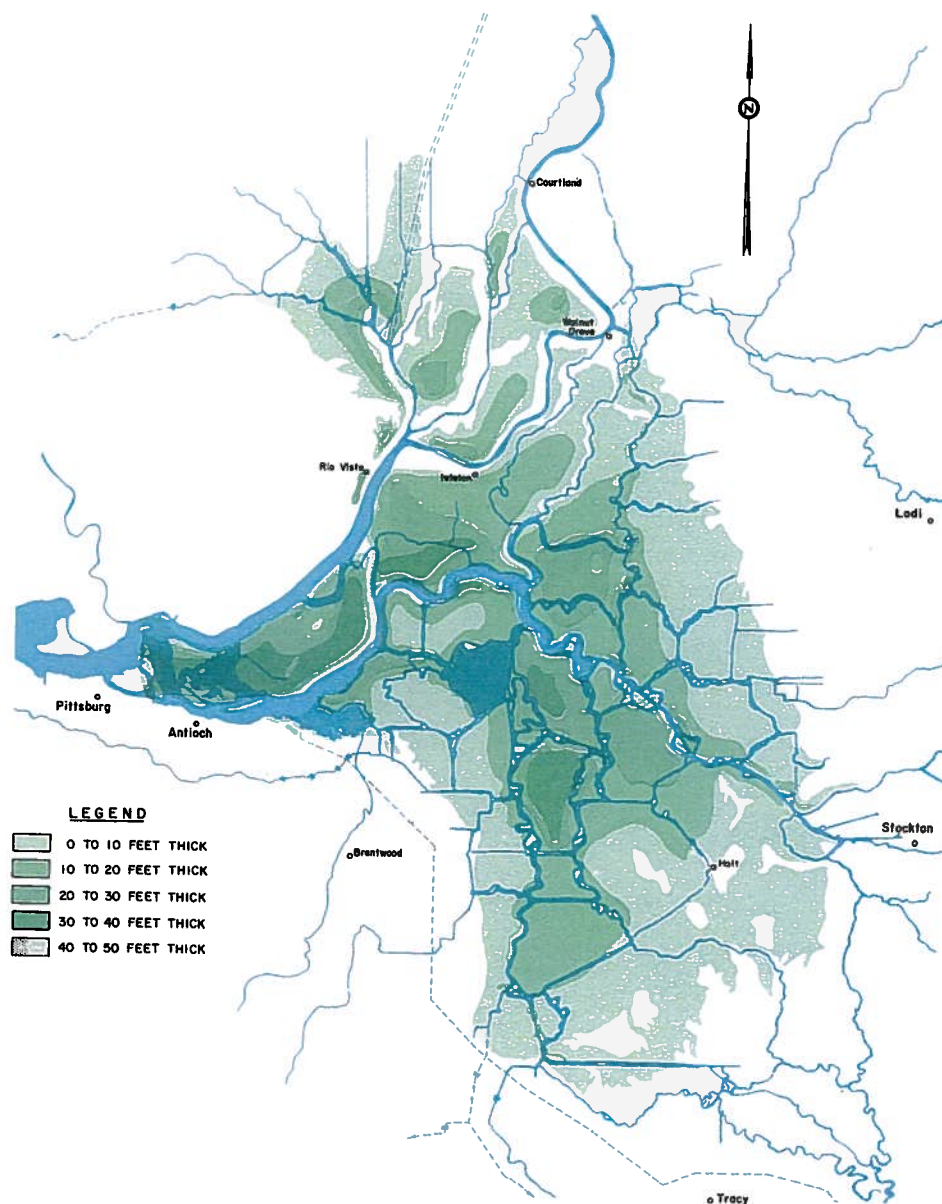 N
Courtland
Walnut
Grove
Rio Vista
Isleton
Lodi
Pittsburg
Antioch
LEGEND
0 TO 10 FEET THICK
10 TO 20 FEET THICK
20 TO 30 FEET THICK
30 TO 40 FEET THICK
40 TO 50 FEET THICK
Brentwood
Stockton
Holt
Tracy